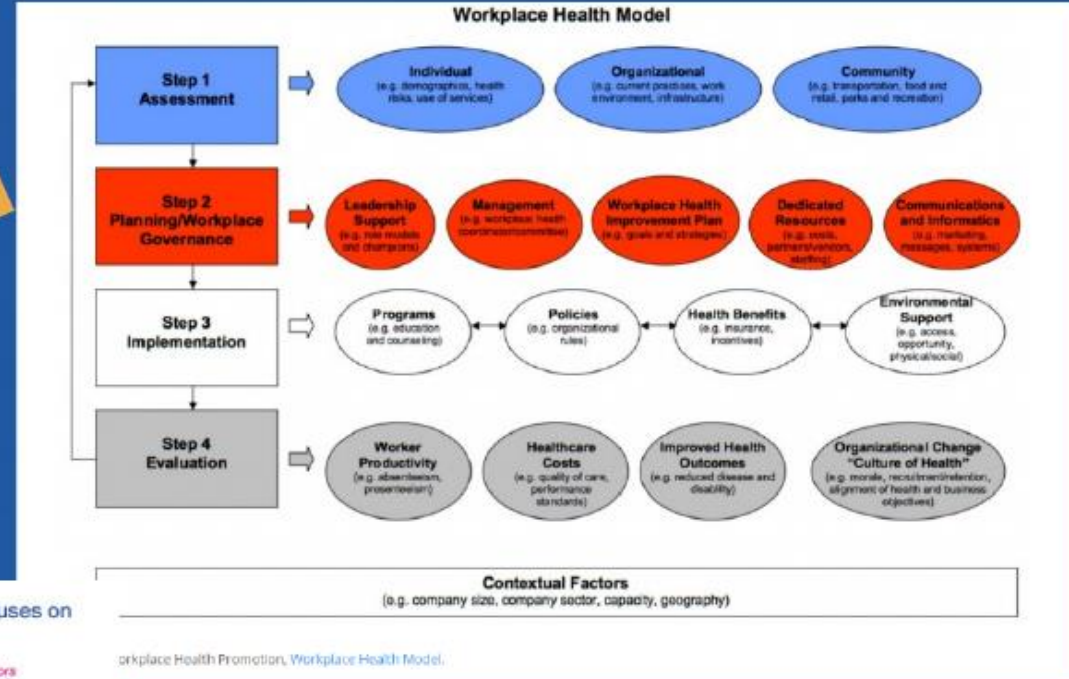 Workplace Health Model
Step 1
Assessment
Individual
(e.g. demographics, health
risks, use of services)
Organizational
(e.g. current practices, work
environment, infrastructure)
Community
(e.g. transportation, food and
retail, parks and recreation)
Step 2
Planning/Workplace
Governance
Leadership
Support
(e.g. role models
and champions)
Management
(e.g. workplace health
coordinator/committee)
Workplace Health
Improvement Plan
(e.g. goals and strategies)
Dedicated
Resources
(e.g. costs,
partners/vendors,
staffing)
Communications
and Informatics
(e.g. marketing,
messages, systems)
Step 3
Implementation
Programs
(e.g. education
and counseling)
Policies
(e.g. organizational
rules)
Health Benefits
(e.g. insurance,
incentives)
Environmental
Support
(e.g. access,
opportunity,
physical/social)
Step 4
Evaluation
Worker
Productivity
(e.g. absenteeism,
presenteeism)
Healthcare
Costs
(e.g. quality of care,
performance
standards)
Improved Health
Outcomes
(e.g. reduced disease and
disability)
Organizational Change
"Culture of Health"
(e.g. morale, recruitment/retention,
alignment of health and business
objectives)
Contextual Factors
(e.g. company size, company sector, capacity, geography)
uses on
ors
orkplace Health Promotion, Workplace Health Model.